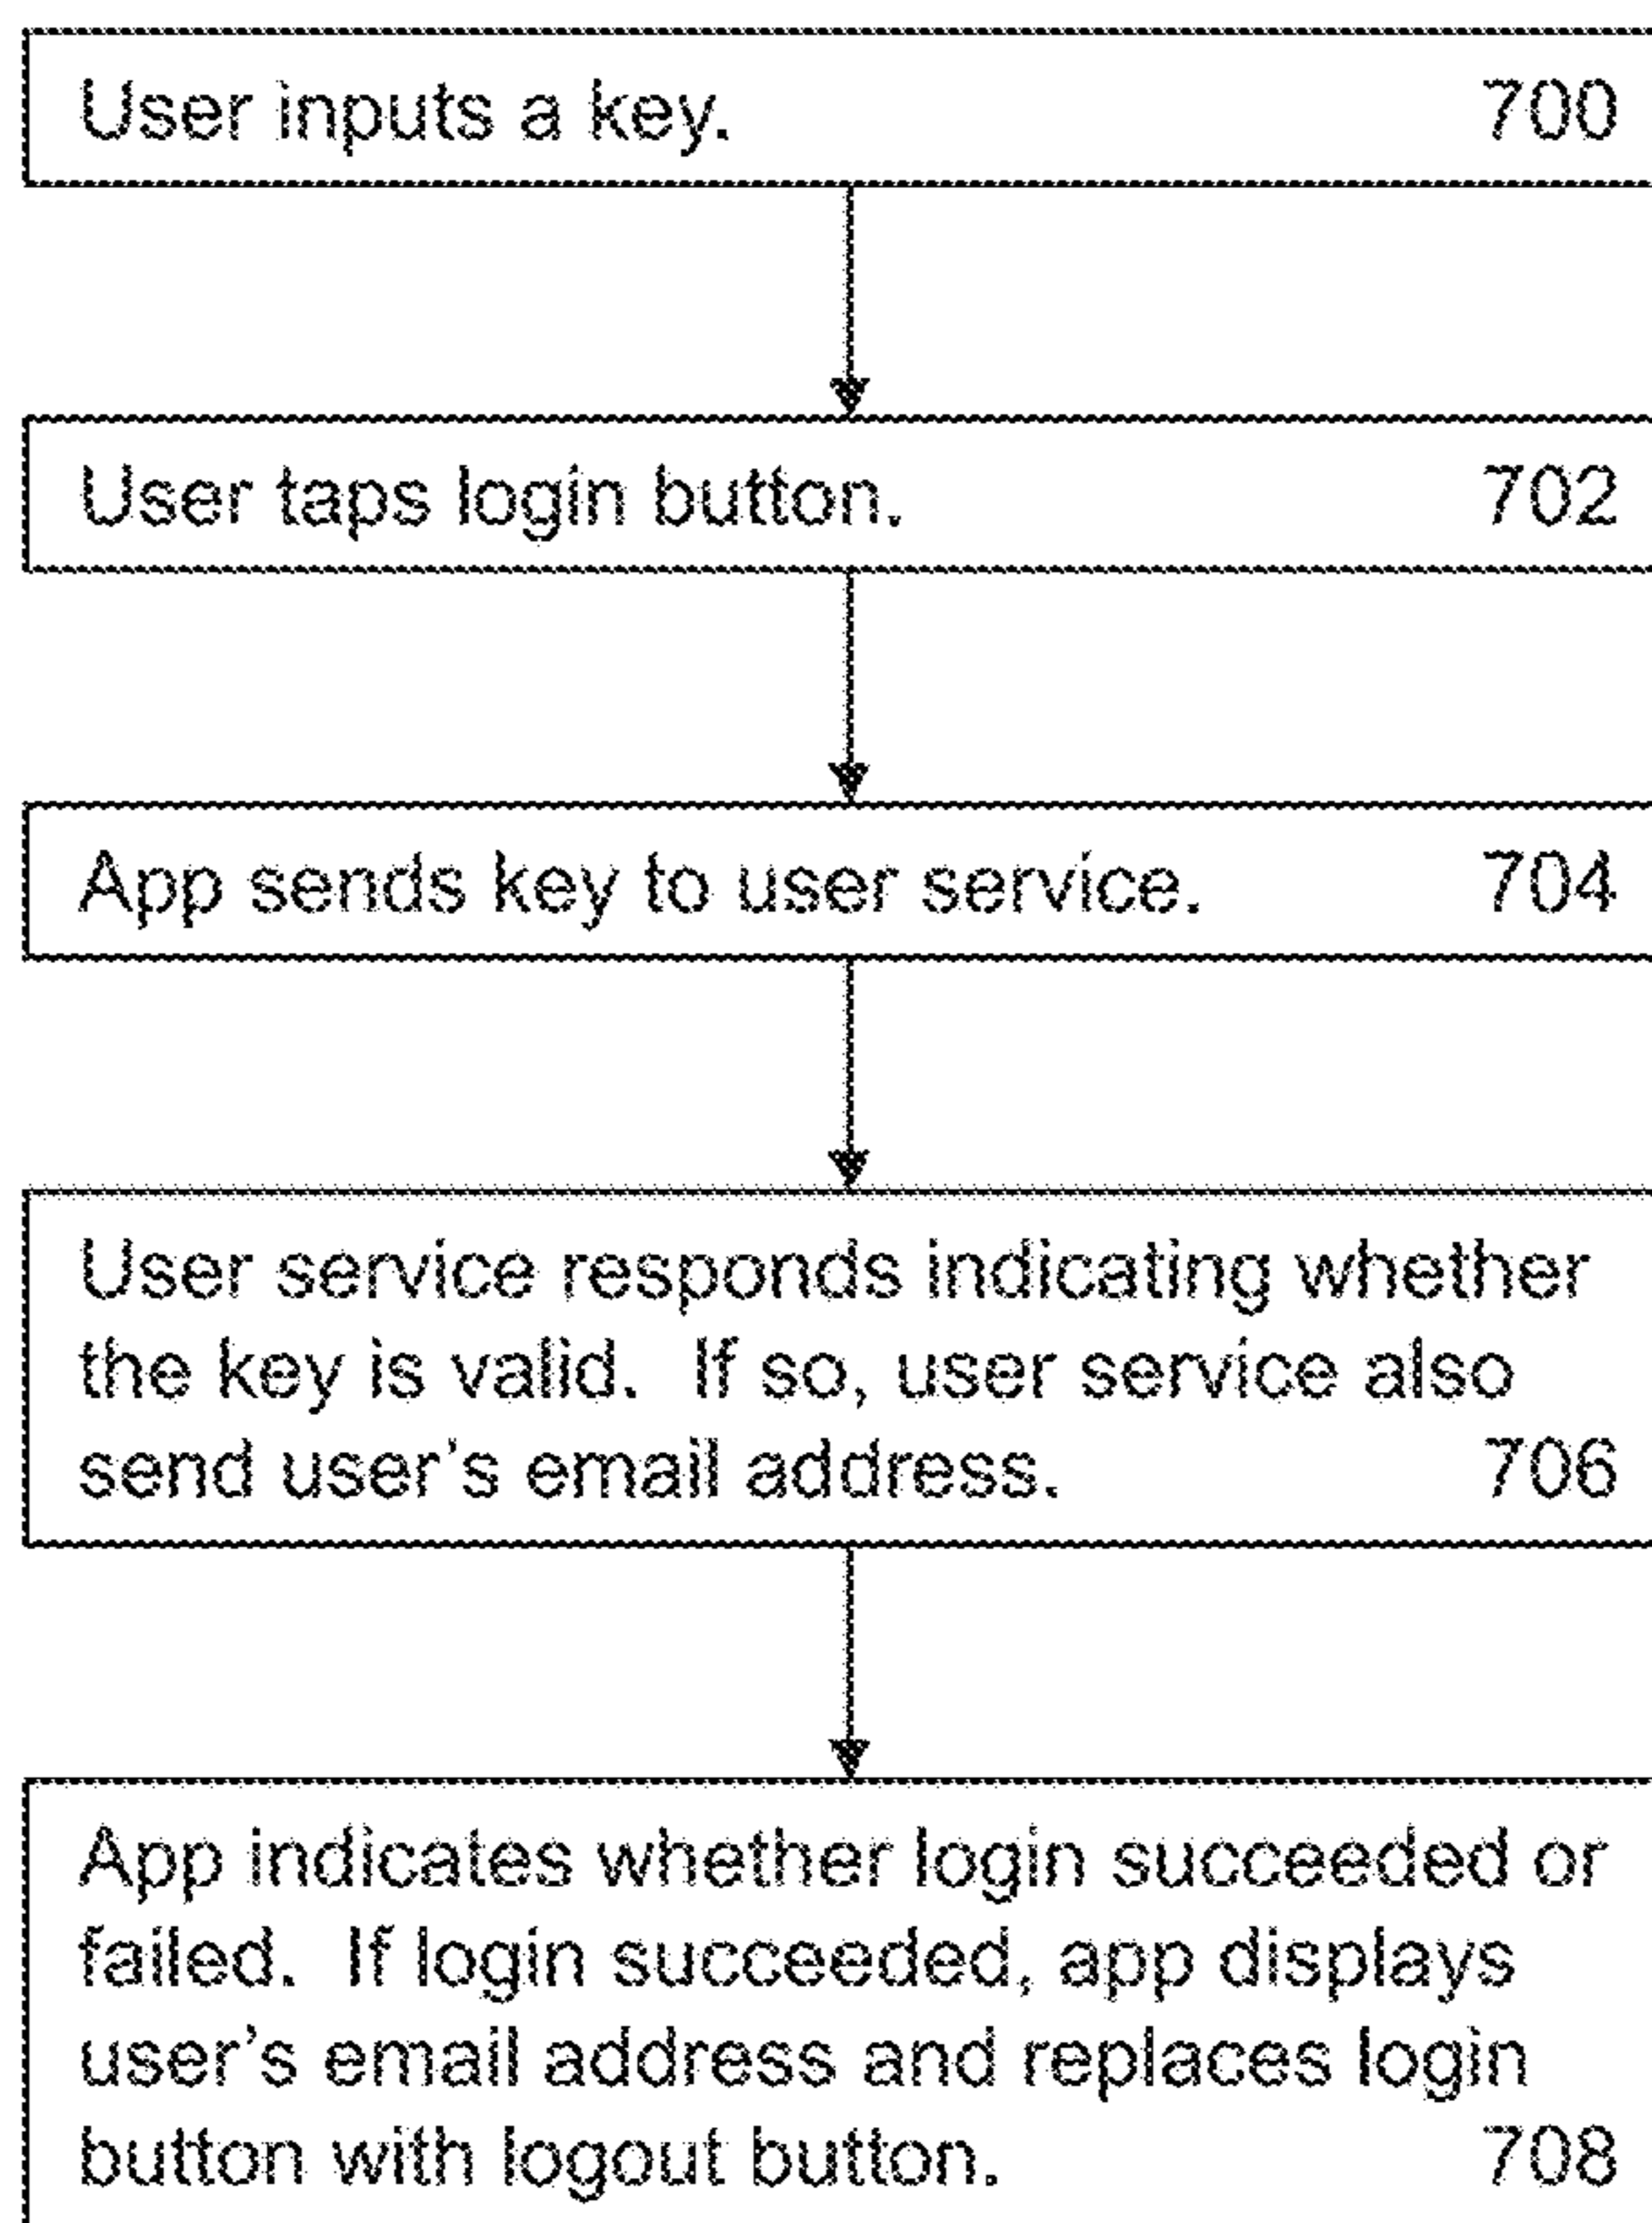 User inputs a key. 700
User taps login button. 702
App sends key to user service. 704
User service responds indicating whether
the key is valid.  If so, user service also
send user's email address. 706
App indicates whether login succeeded or
failed.  If login succeeded, app displays
user's email address and replaces login
button with logout button. 708